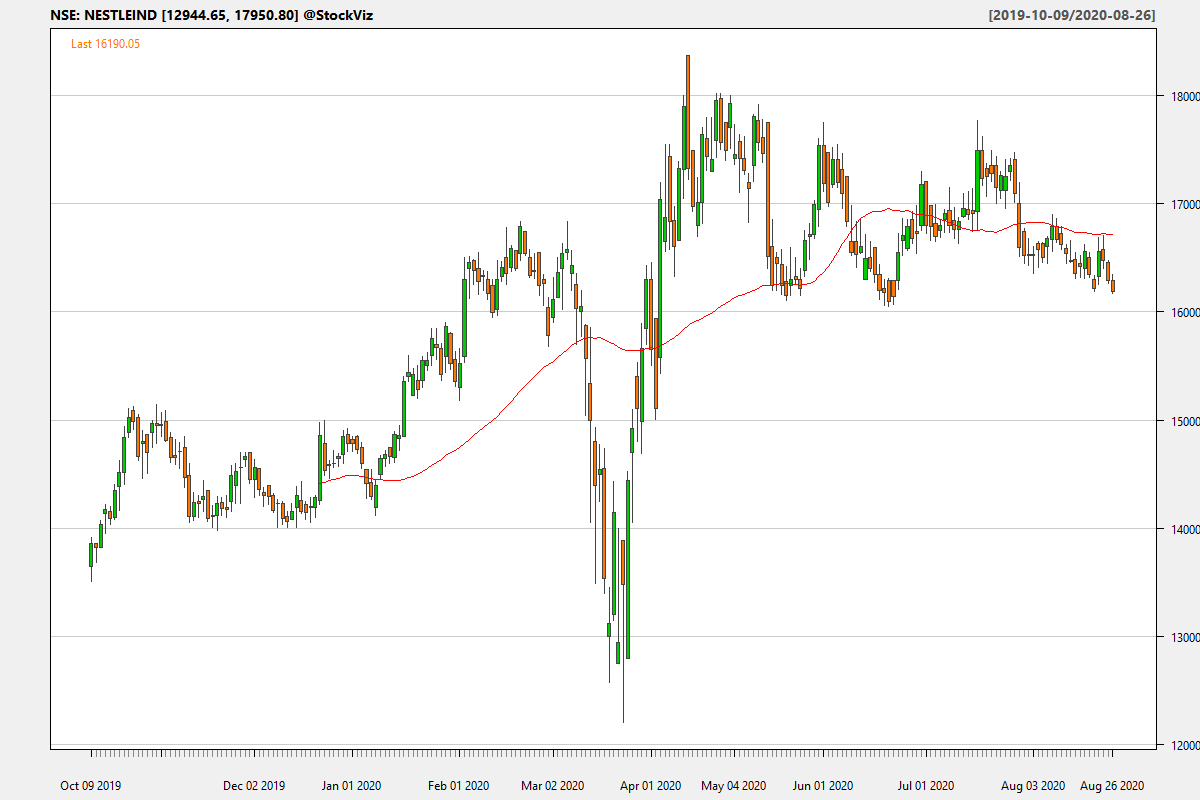 NSE: NESTLEIND [12944.65, 17950.80] @StockViz
[2019-10-09/2020-08-26]
Last 16190.05
18000
17000
16000
15000
14000
13000
12000
Oct 09 2019
Dec 02 2019
Jan 01 2020
Feb 01 2020
Mar 02 2020
Apr 01 2020
May 04 2020
Jun 01 2020
Jul 01 2020
Aug 03 2020
Aug 26 2020